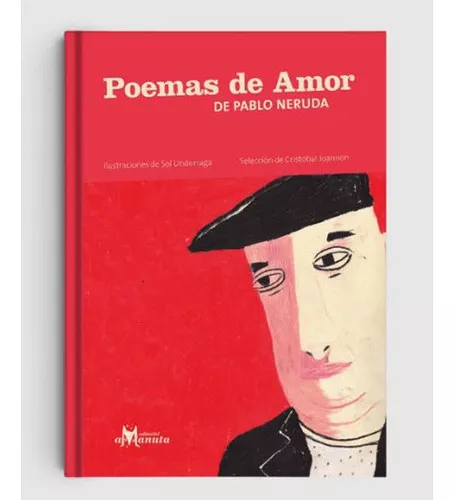 Poemas de Amor
DE PABLO NERUDA
Ilustraciones de Sol Undurraga
Selección de Cristóbal Joannon
editorial
aManuta